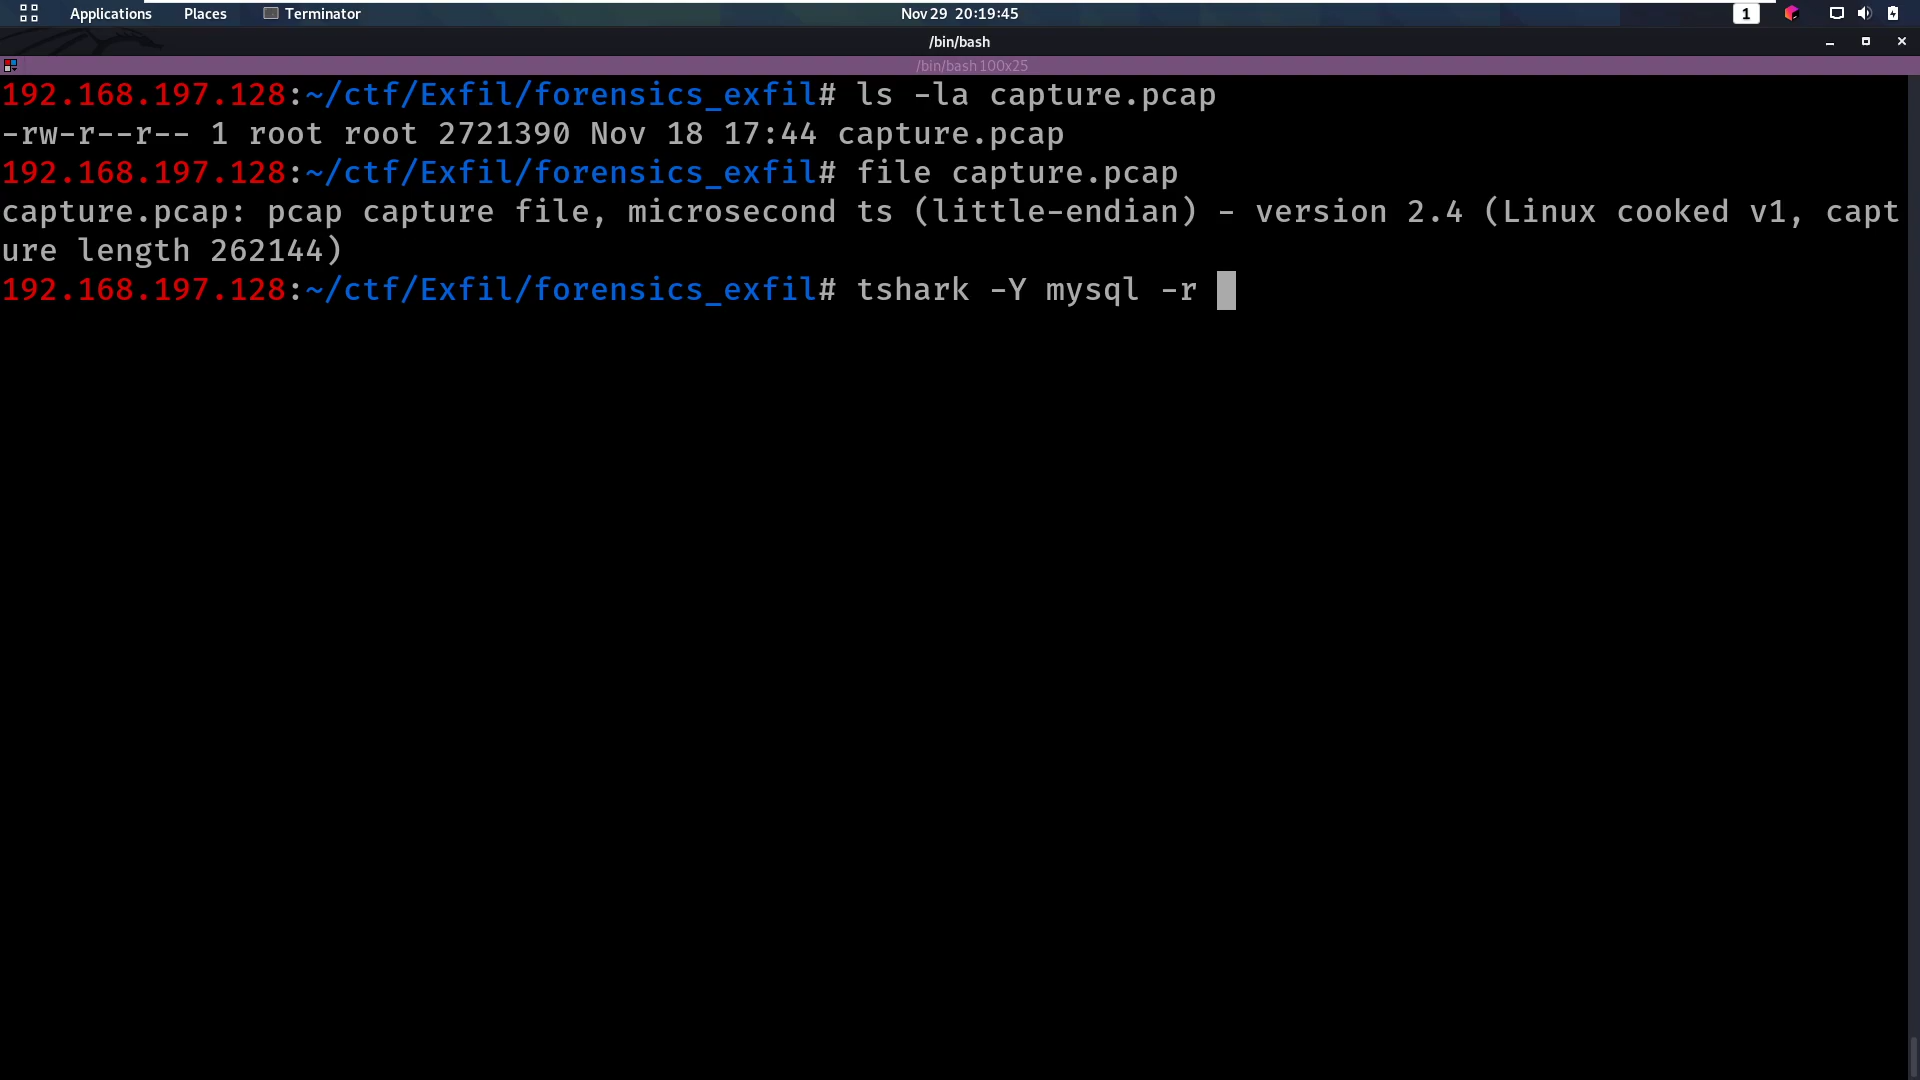 Applications Places Terminator Nov 29 20:19:45 1
/bin/bash
/bin/bash 100x25
192.168.197.128:~/ctf/Exfil/forensics_exfil# ls -la capture.pcap
-rw-r--r-- 1 root root 2721390 Nov 18 17:44 capture.pcap
192.168.197.128:~/ctf/Exfil/forensics_exfil# file capture.pcap
capture.pcap: pcap capture file, microsecond ts (little-endian) - version 2.4 (Linux cooked v1, capt
ure length 262144)
192.168.197.128:~/ctf/Exfil/forensics_exfil# tshark -Y mysql -r